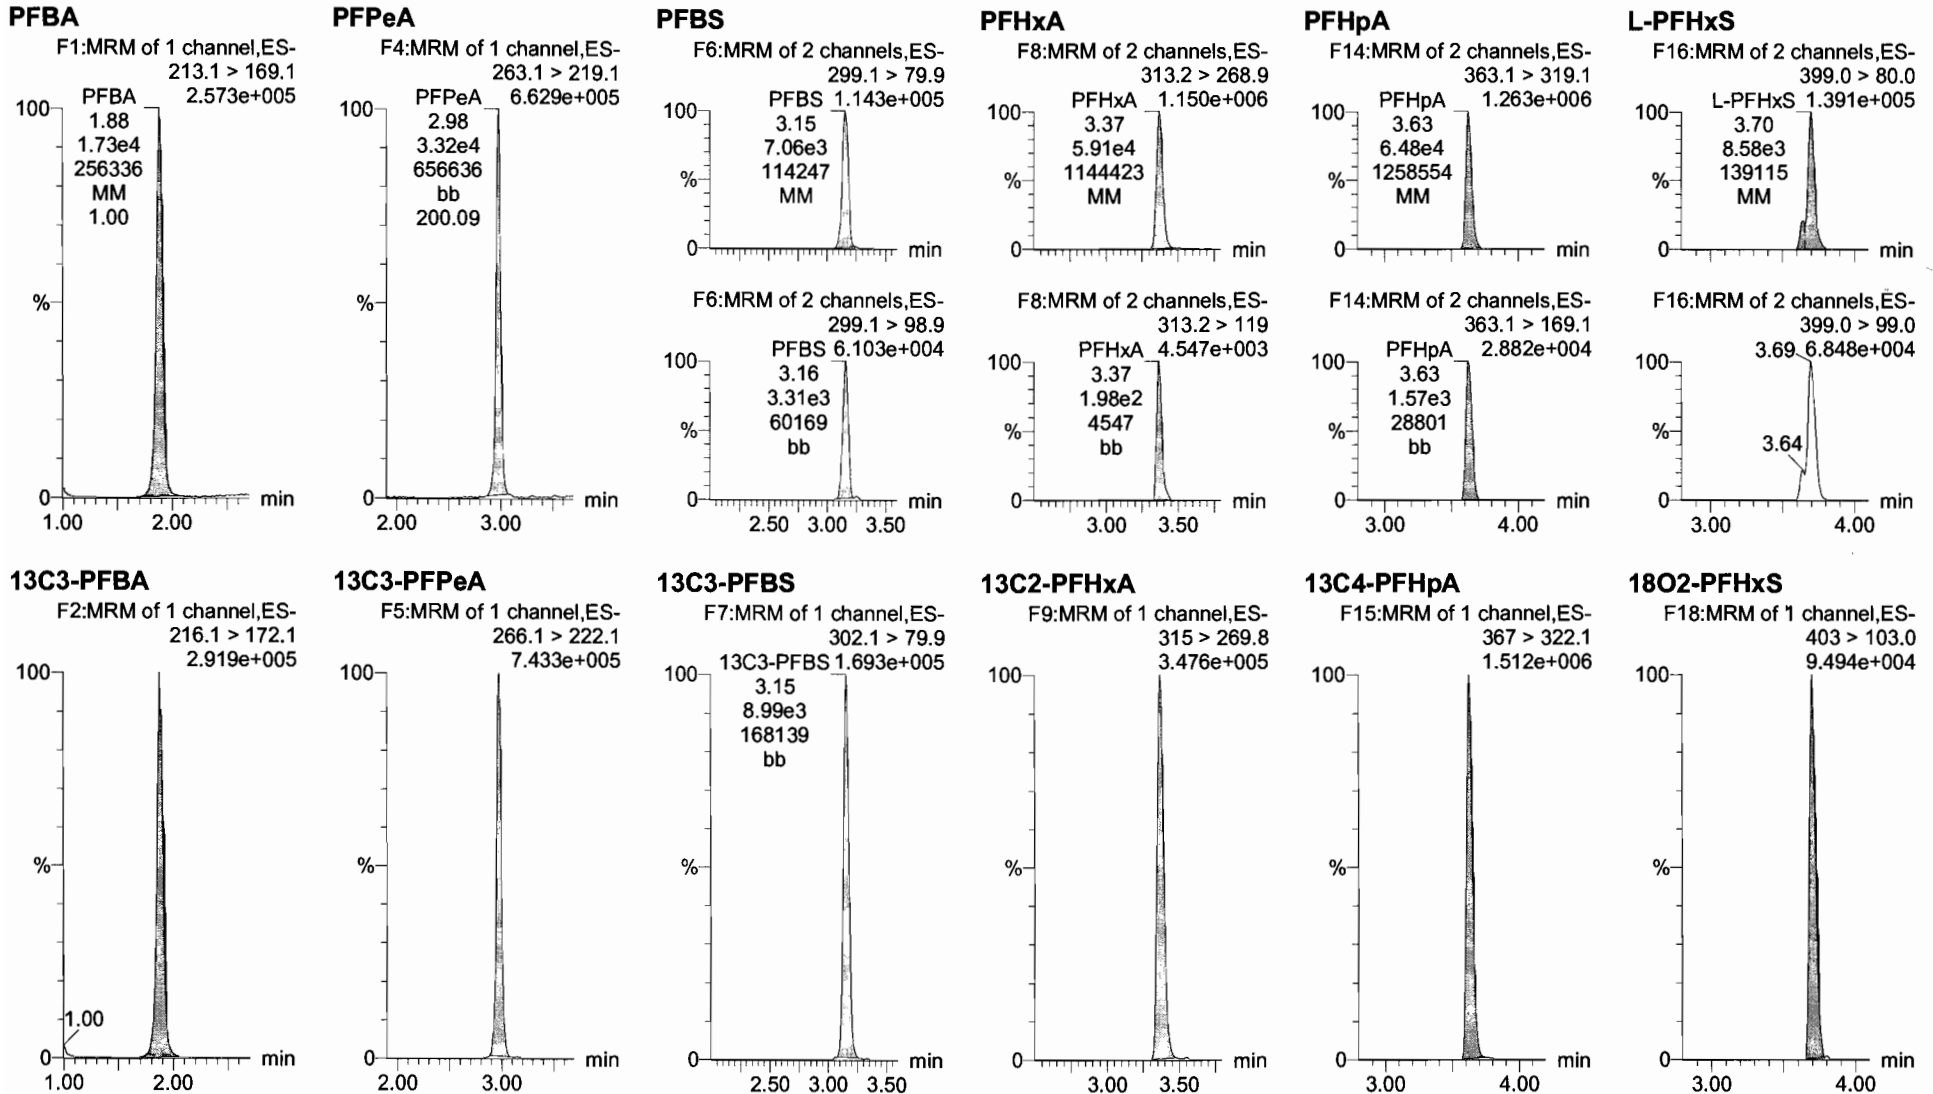 PFBA
F1:MRM of 1 channel,ES-
213.1 > 169.1
2.573e+005
100
PFBA
1.88
1.73e4
256336
MM
1.00
%
0
min
1.00 2.00
PFPeA
F4:MRM of 1 channel,ES-
263.1 > 219.1
6.629e+005
100
PFPeA
2.98
3.32e4
656636
bb
200.09
%
0
min
2.00 3.00
PFBS
F6:MRM of 2 channels,ES-
299.1 > 79.9
PFBS 1.143e+005
100
3.15
7.06e3
114247
MM
%
0
min
F6:MRM of 2 channels,ES-
299.1 > 98.9
PFBS 6.103e+004
100
3.16
3.31e3
60169
bb
%
0
min
2.50 3.00 3.50
PFHxA
F8:MRM of 2 channels,ES-
313.2 > 268.9
PFHxA 1.150e+006
100
3.37
5.91e4
1144423
MM
%
0
min
F8:MRM of 2 channels,ES-
313.2 > 119
PFHxA 4.547e+003
100
3.37
1.98e2
4547
bb
%
0
min
3.00 3.50
PFHpA
F14:MRM of 2 channels,ES-
363.1 > 319.1
PFHpA 1.263e+006
100
3.63
6.48e4
1258554
MM
%
0
min
F14:MRM of 2 channels,ES-
363.1 > 169.1
PFHpA 2.882e+004
100
3.63
1.57e3
28801
bb
%
0
min
3.00 4.00
L-PFHxS
F16:MRM of 2 channels,ES-
399.0 > 80.0
L-PFHxS 1.391e+005
100
3.70
8.58e3
139115
MM
%
0
min
F16:MRM of 2 channels,ES-
399.0 > 99.0
3.69 6.848e+004
100
%
3.64
0
min
3.00 4.00
13C3-PFBA
F2:MRM of 1 channel,ES-
216.1 > 172.1
2.919e+005
100
%
1.00
0
min
1.00 2.00
13C3-PFPeA
F5:MRM of 1 channel,ES-
266.1 > 222.1
7.433e+005
100
%
0
min
2.00 3.00
13C3-PFBS
F7:MRM of 1 channel,ES-
302.1 > 79.9
13C3-PFBS 1.693e+005
100
3.15
8.99e3
168139
bb
%
0
min
2.50 3.00 3.50
13C2-PFHxA
F9:MRM of 1 channel,ES-
315 > 269.8
3.476e+005
100
%
0
min
3.00 3.50
13C4-PFHpA
F15:MRM of 1 channel,ES-
367 > 322.1
1.512e+006
100
%
0
min
3.00 4.00
18O2-PFHxS
F18:MRM of 1 channel,ES-
403 > 103.0
9.494e+004
100
%
0
min
3.00 4.00